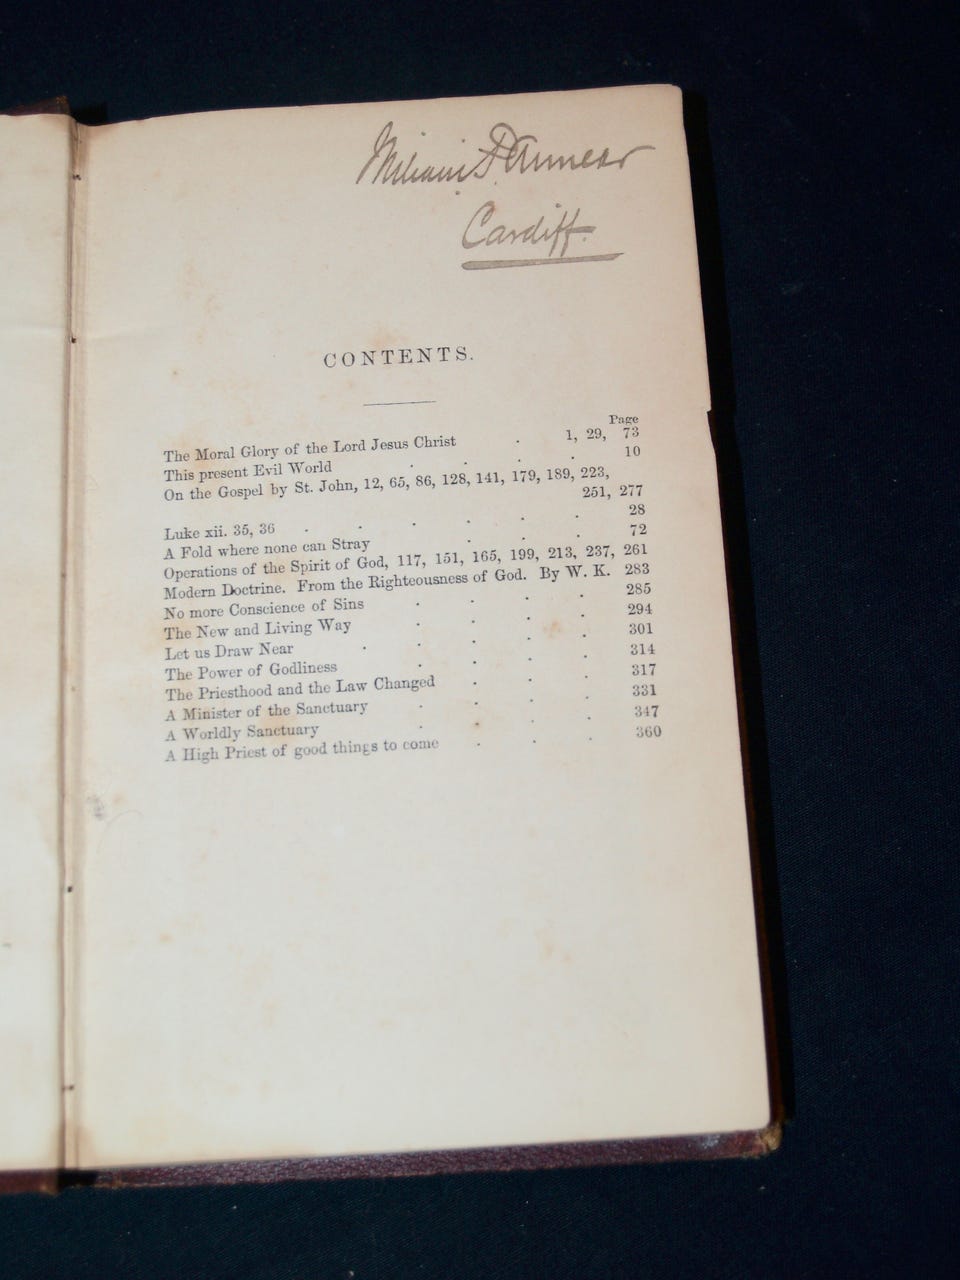 Cardiff.
CONTENTS.
Page
The Moral Glory of the Lord Jesus Christ . 1, 29, 73
This present Evil World . . . . 10
On the Gospel by St. John, 12, 65, 86, 128, 141, 179, 189, 223,
251, 277
Luke xii. 35, 36 . . . . . . 28
A Fold where none can Stray . . . 72
Operations of the Spirit of God, 117, 151, 165, 199, 213, 237, 261
Modern Doctrine. From the Righteousness of God. By W. K. 283
No more Conscience of Sins . . . . 285
The New and Living Way . . . . 294
Let us Draw Near . . . . . 301
The Power of Godliness . . . . 314
The Priesthood and the Law Changed . . . 317
A Minister of the Sanctuary . . . . 331
A Worldly Sanctuary . . . . 347
A High Priest of good things to come . . . 360